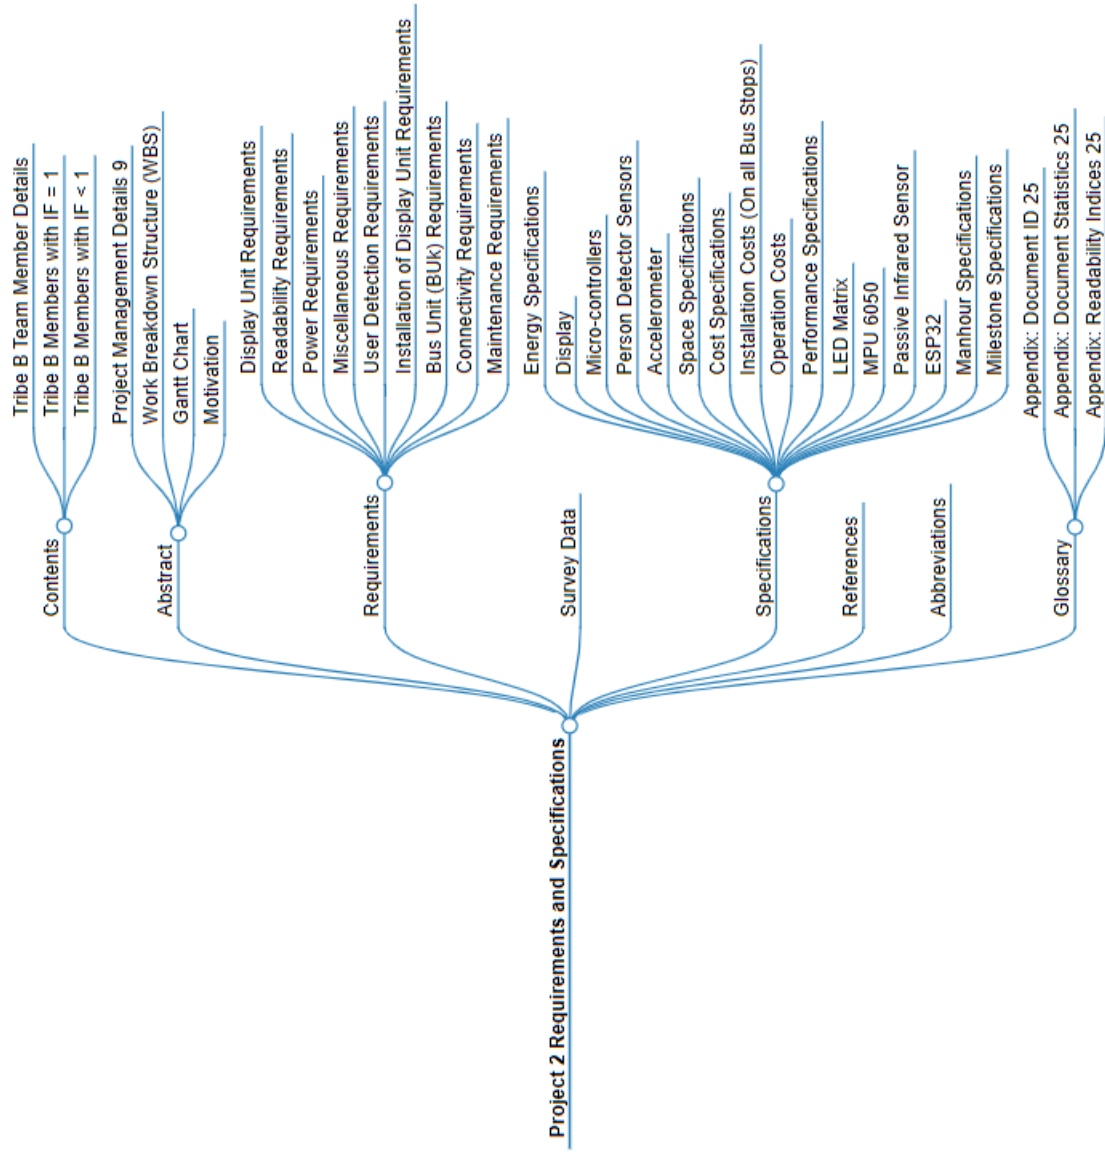 Project 2 Requirements and Specifications
Contents
Tribe B Team Member Details
Tribe B Members with IF = 1
Tribe B Members with IF < 1
Abstract
Project Management Details 9
Work Breakdown Structure (WBS)
Gantt Chart
Motivation
Requirements
Display Unit Requirements
Readability Requirements
Power Requirements
Miscellaneous Requirements
User Detection Requirements
Installation of Display Unit Requirements
Bus Unit (BUk) Requirements
Connectivity Requirements
Maintenance Requirements
Survey Data
Specifications
Energy Specifications
Display
Micro-controllers
Person Detector Sensors
Accelerometer
Space Specifications
Cost Specifications
Installation Costs (On all Bus Stops)
Operation Costs
Performance Specifications
LED Matrix
MPU 6050
Passive Infrared Sensor
ESP32
Manhour Specifications
Milestone Specifications
References
Abbreviations
Glossary
Appendix: Document ID 25
Appendix: Document Statistics 25
Appendix: Readability Indices 25